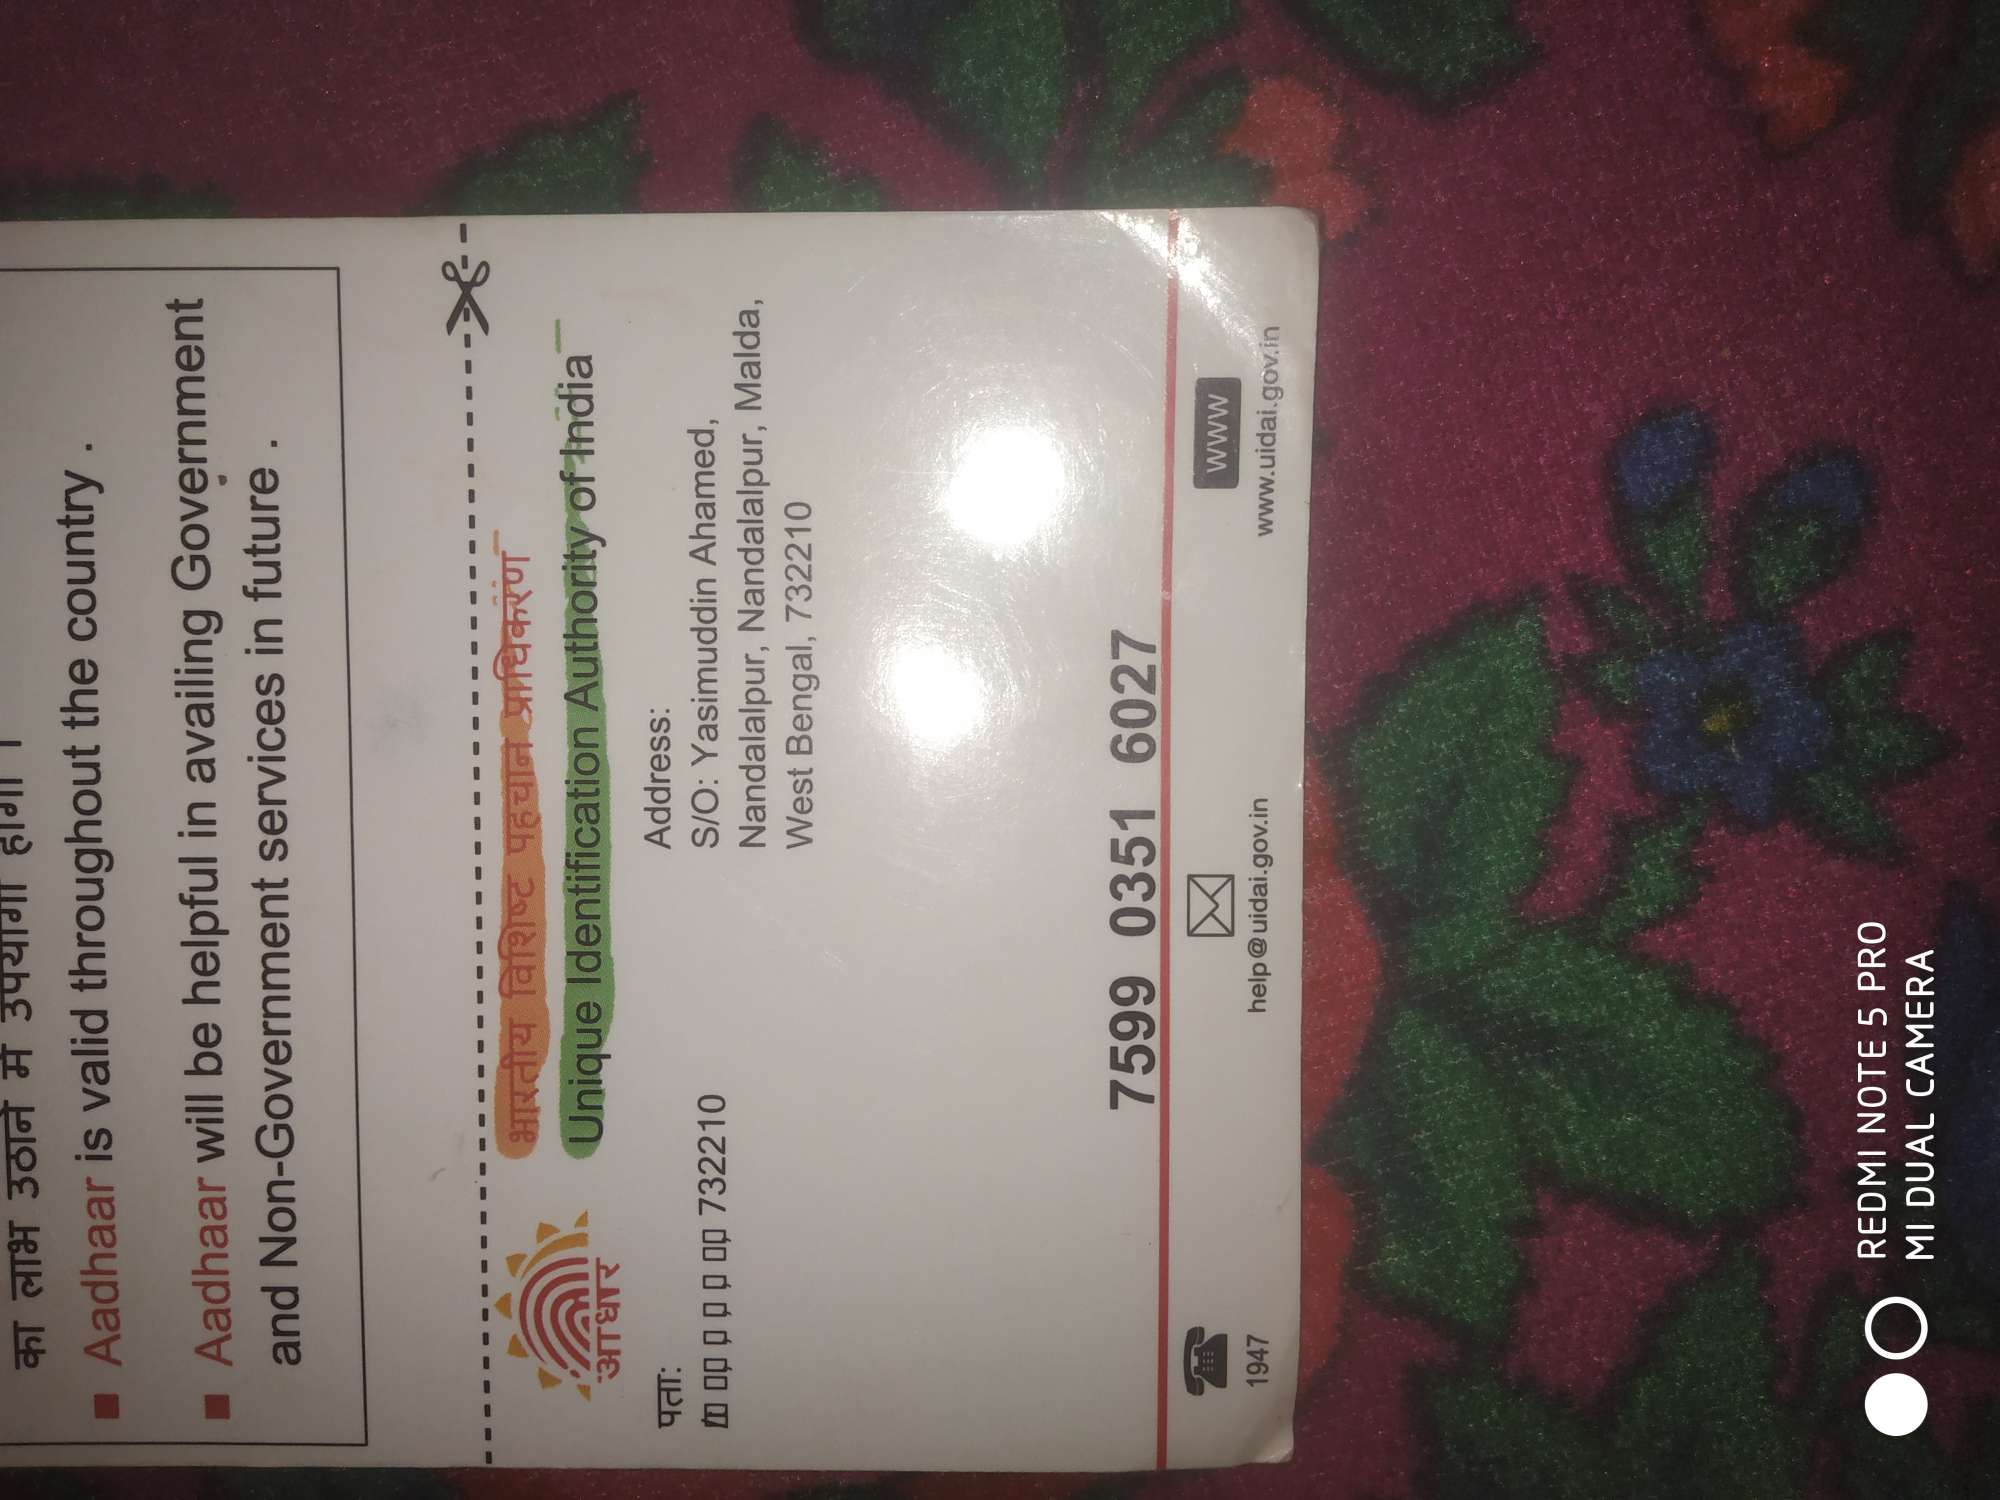 का लाभ उठाने में उपयोगी होगा ।
Aadhaar is valid throughout the country .
Aadhaar will be helpful in availing Government
and Non-Government services in future .
भारतीय विशिष्ट पहचान प्राधिकरण
Unique Identification Authority of India
आधार
पता:
732210
Address:
S/O: Yasimuddin Ahamed,
Nandalalpur, Nandalalpur, Malda,
West Bengal, 732210
7599 0351 6027
1947
help@uidai.gov.in
www
www.uidai.gov.in
REDMI NOTE 5 PRO
MI DUAL CAMERA